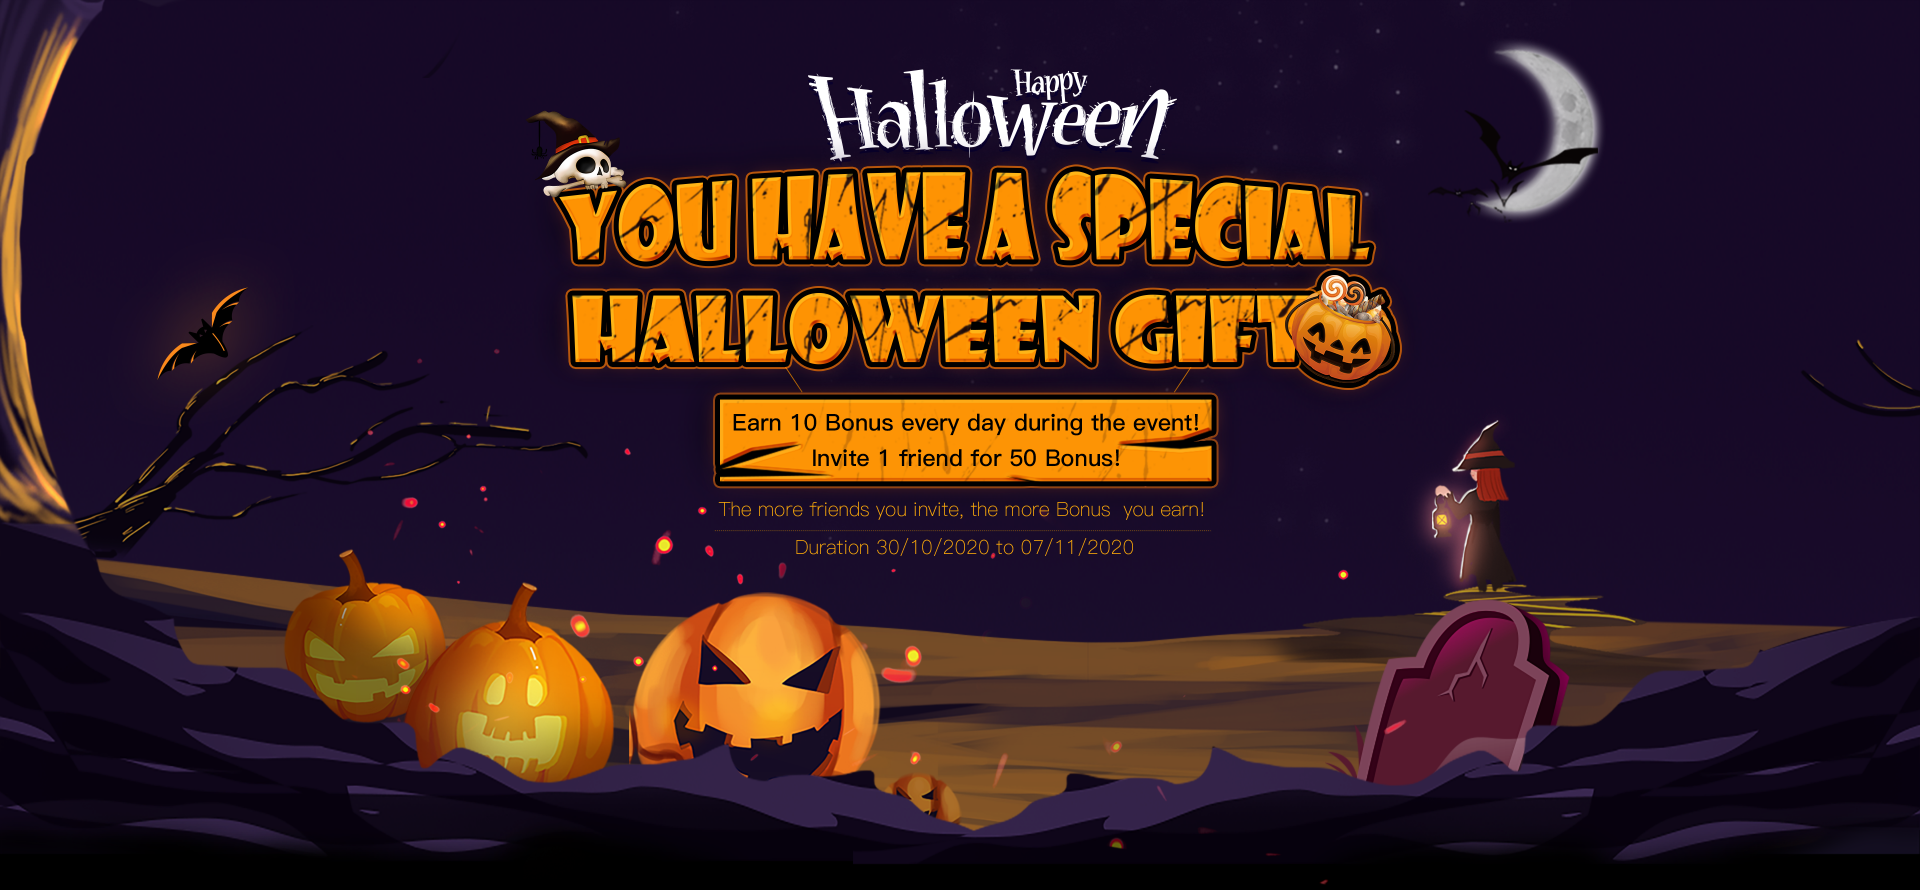 Happy
Halloween
YOU HAVE A SPECIAL
HALLOWEEN GIFT
Earn 10 Bonus every day during the event!
Invite 1 friend for 50 Bonus!
The more friends you invite, the more Bonus  you earn!
Duration 30/10/2020 to 07/11/2020